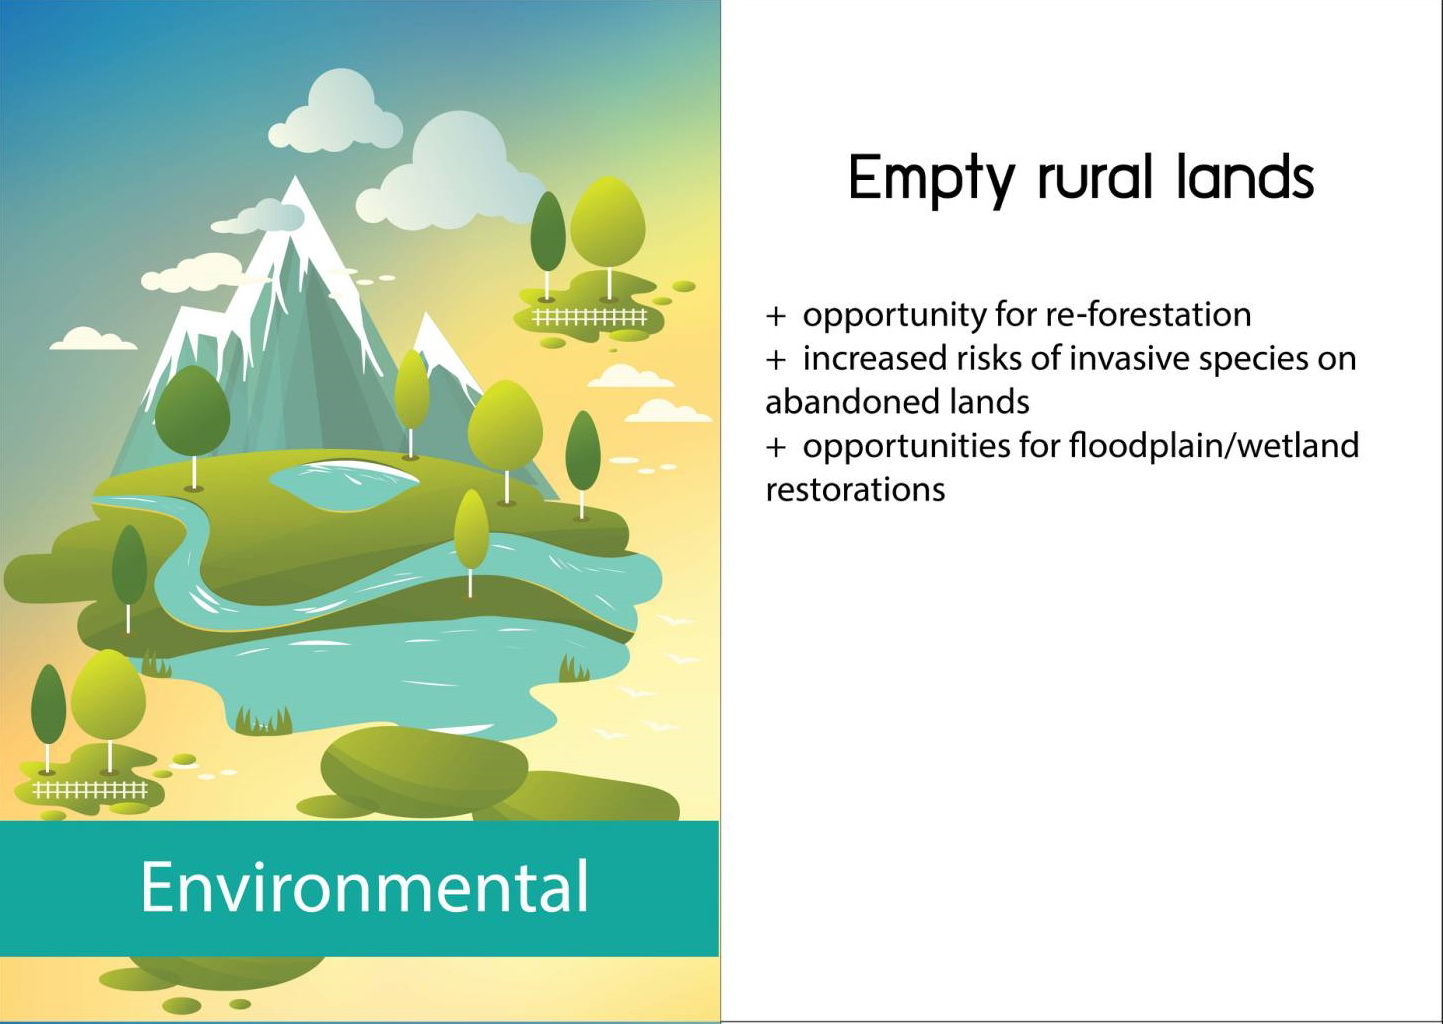 Environmental
Empty rural lands
+ opportunity for re-forestation
+ increased risks of invasive species on
abandoned lands
+ opportunities for floodplain/wetland
restorations